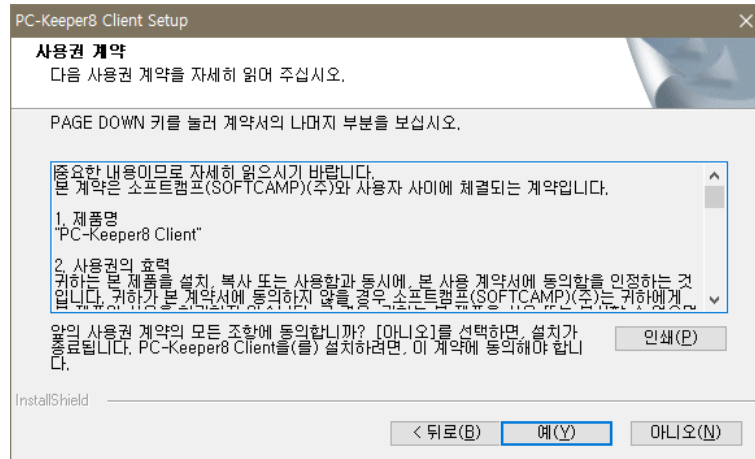 PC-Keeper8 Client Setup
사용권 계약
다음 사용권 계약을 자세히 읽어 주십시오.
PAGE DOWN 키를 눌러 계약서의 나머지 부분을 보십시오.
중요한 내용이므로 자세히 읽으시기 바랍니다.
본 계약은 소프트캠프(SOFTCAMP)(주)와 사용자 사이에 체결되는 계약입니다.
1. 제품명
"PC-Keeper8 Client"
2. 사용권의 효력
귀하는 본 제품을 설치, 복사 또는 사용함과 동시에, 본 사용 계약서에 동의함을 인정하는 것
입니다. 귀하가 본 계약서에 동의하지 않을 경우 소프트캠프(SOFTCAMP)(주)는 귀하에게
앞의 사용권 계약의 모든 조항에 동의합니까? [아니오]를 선택하면, 설치가
종료됩니다. PC-Keeper8 Client을(를) 설치하려면, 이 계약에 동의해야 합니
다.
인쇄(P)
InstallShield
< 뒤로(B)
예(Y)
아니오(N)